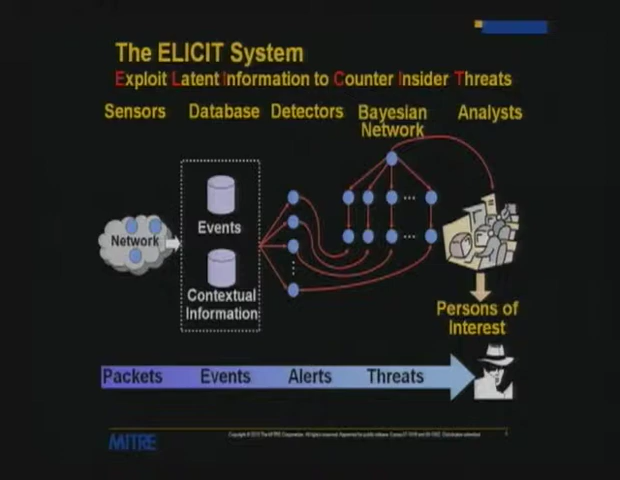 The ELICIT System
Exploit Latent Information to Counter Insider Threats
Sensors Database Detectors Bayesian Network Analysts
Network
Events
Contextual
Information
Persons of
Interest
Packets Events Alerts Threats
MITRE